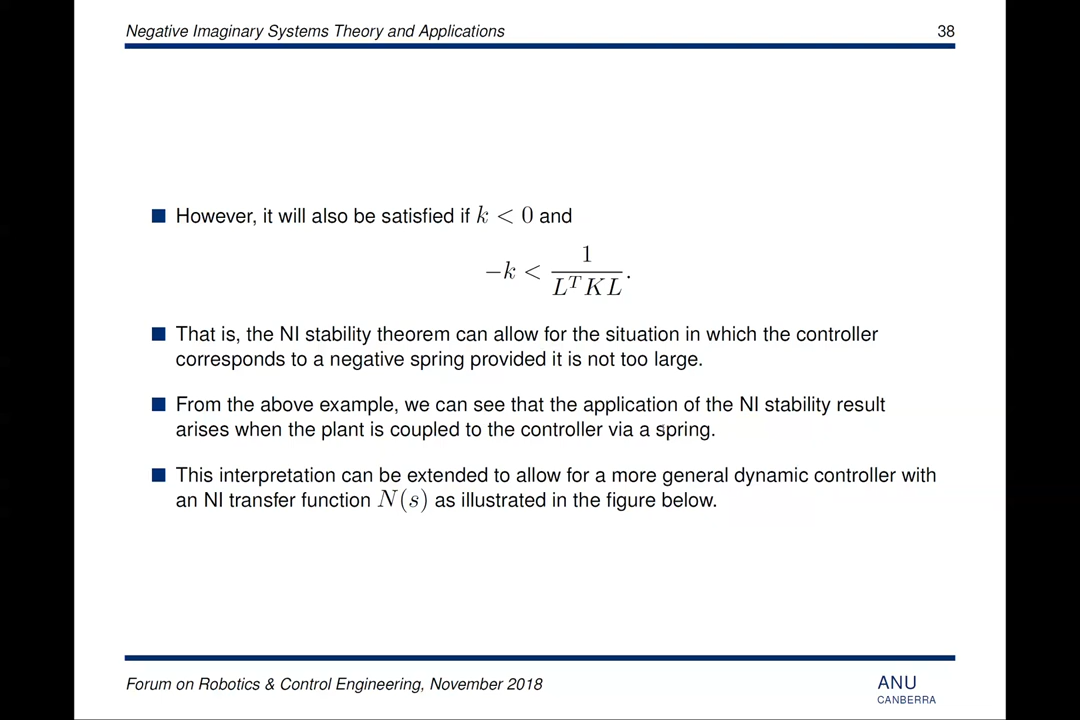 Negative Imaginary Systems Theory and Applications 38
■ However, it will also be satisfied if k < 0 and
−k < 1 / (L^T K L).
■ That is, the NI stability theorem can allow for the situation in which the controller
corresponds to a negative spring provided it is not too large.
■ From the above example, we can see that the application of the NI stability result
arises when the plant is coupled to the controller via a spring.
■ This interpretation can be extended to allow for a more general dynamic controller with
an NI transfer function N(s) as illustrated in the figure below.
Forum on Robotics & Control Engineering, November 2018
ANU
CANBERRA